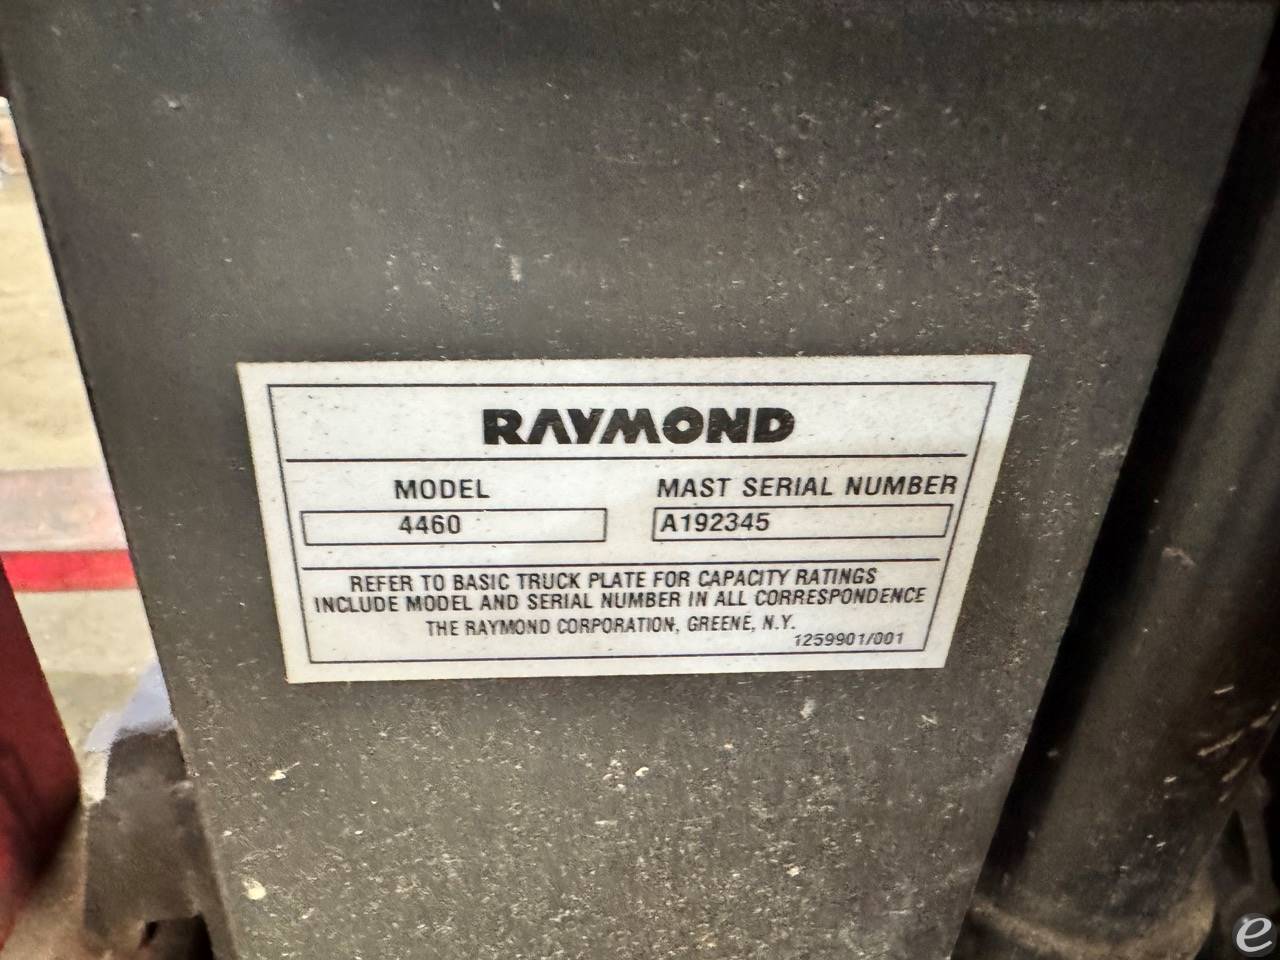 RAYMOND
MODEL MAST SERIAL NUMBER
4460 A192345
REFER TO BASIC TRUCK PLATE FOR CAPACITY RATINGS
INCLUDE MODEL AND SERIAL NUMBER IN ALL CORRESPONDENCE
THE RAYMOND CORPORATION, GREENE, N.Y.
1259901/001
e